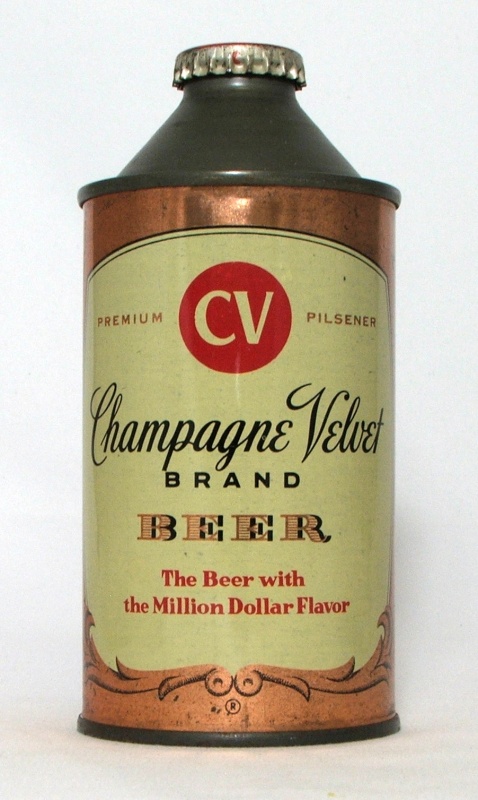 CV
PREMIUM PILSENER
Champagne Velvet
BRAND
BEER
The Beer with
the Million Dollar Flavor
®